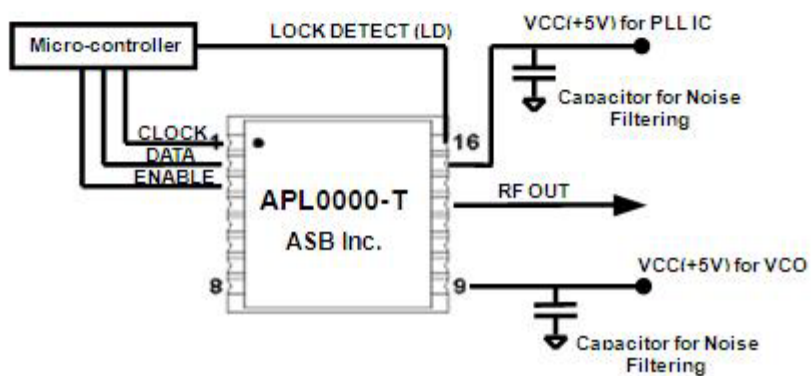 Micro-controller
LOCK DETECT (LD)
VCC(+5V) for PLL IC
Capacitor for Noise
Filtering
CLOCK
1
16
DATA
ENABLE
APL0000-T
ASB Inc.
RF OUT
8
9
VCC(+5V) for VCO
Capacitor for Noise
Filtering